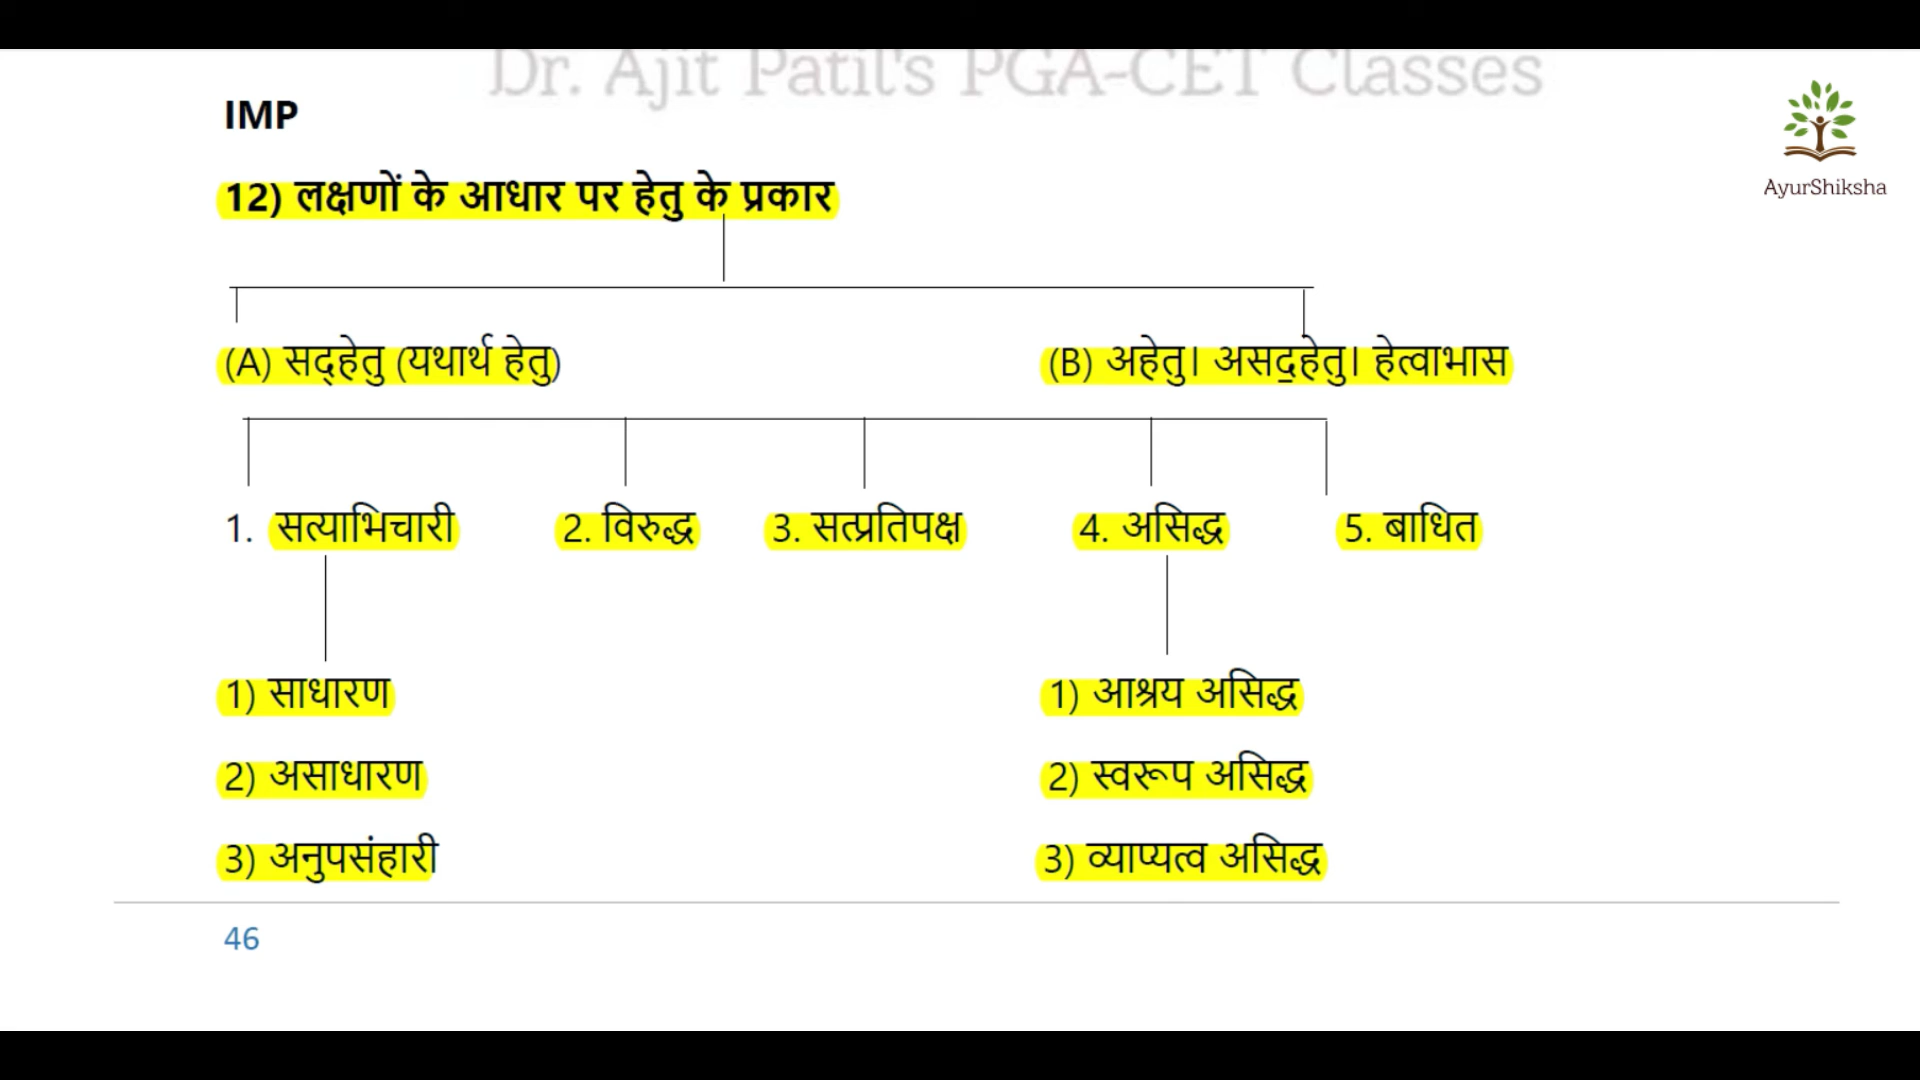 Dr. Ajit Patil's PGA-CET Classes
IMP
AyurShiksha
12) लक्षणों के आधार पर हेतु के प्रकार
(A) सद्‌हेतु (यथार्थ हेतु) (B) अहेतु। असद॒हेतु। हेत्वाभास
1. सत्याभिचारी 2. विरुद्ध 3. सत्प्रतिपक्ष 4. असिद्ध 5. बाधित
1) साधारण 1) आश्रय असिद्ध
2) असाधारण 2) स्वरूप असिद्ध
3) अनुपसंहारी 3) व्याप्यत्व असिद्ध
46